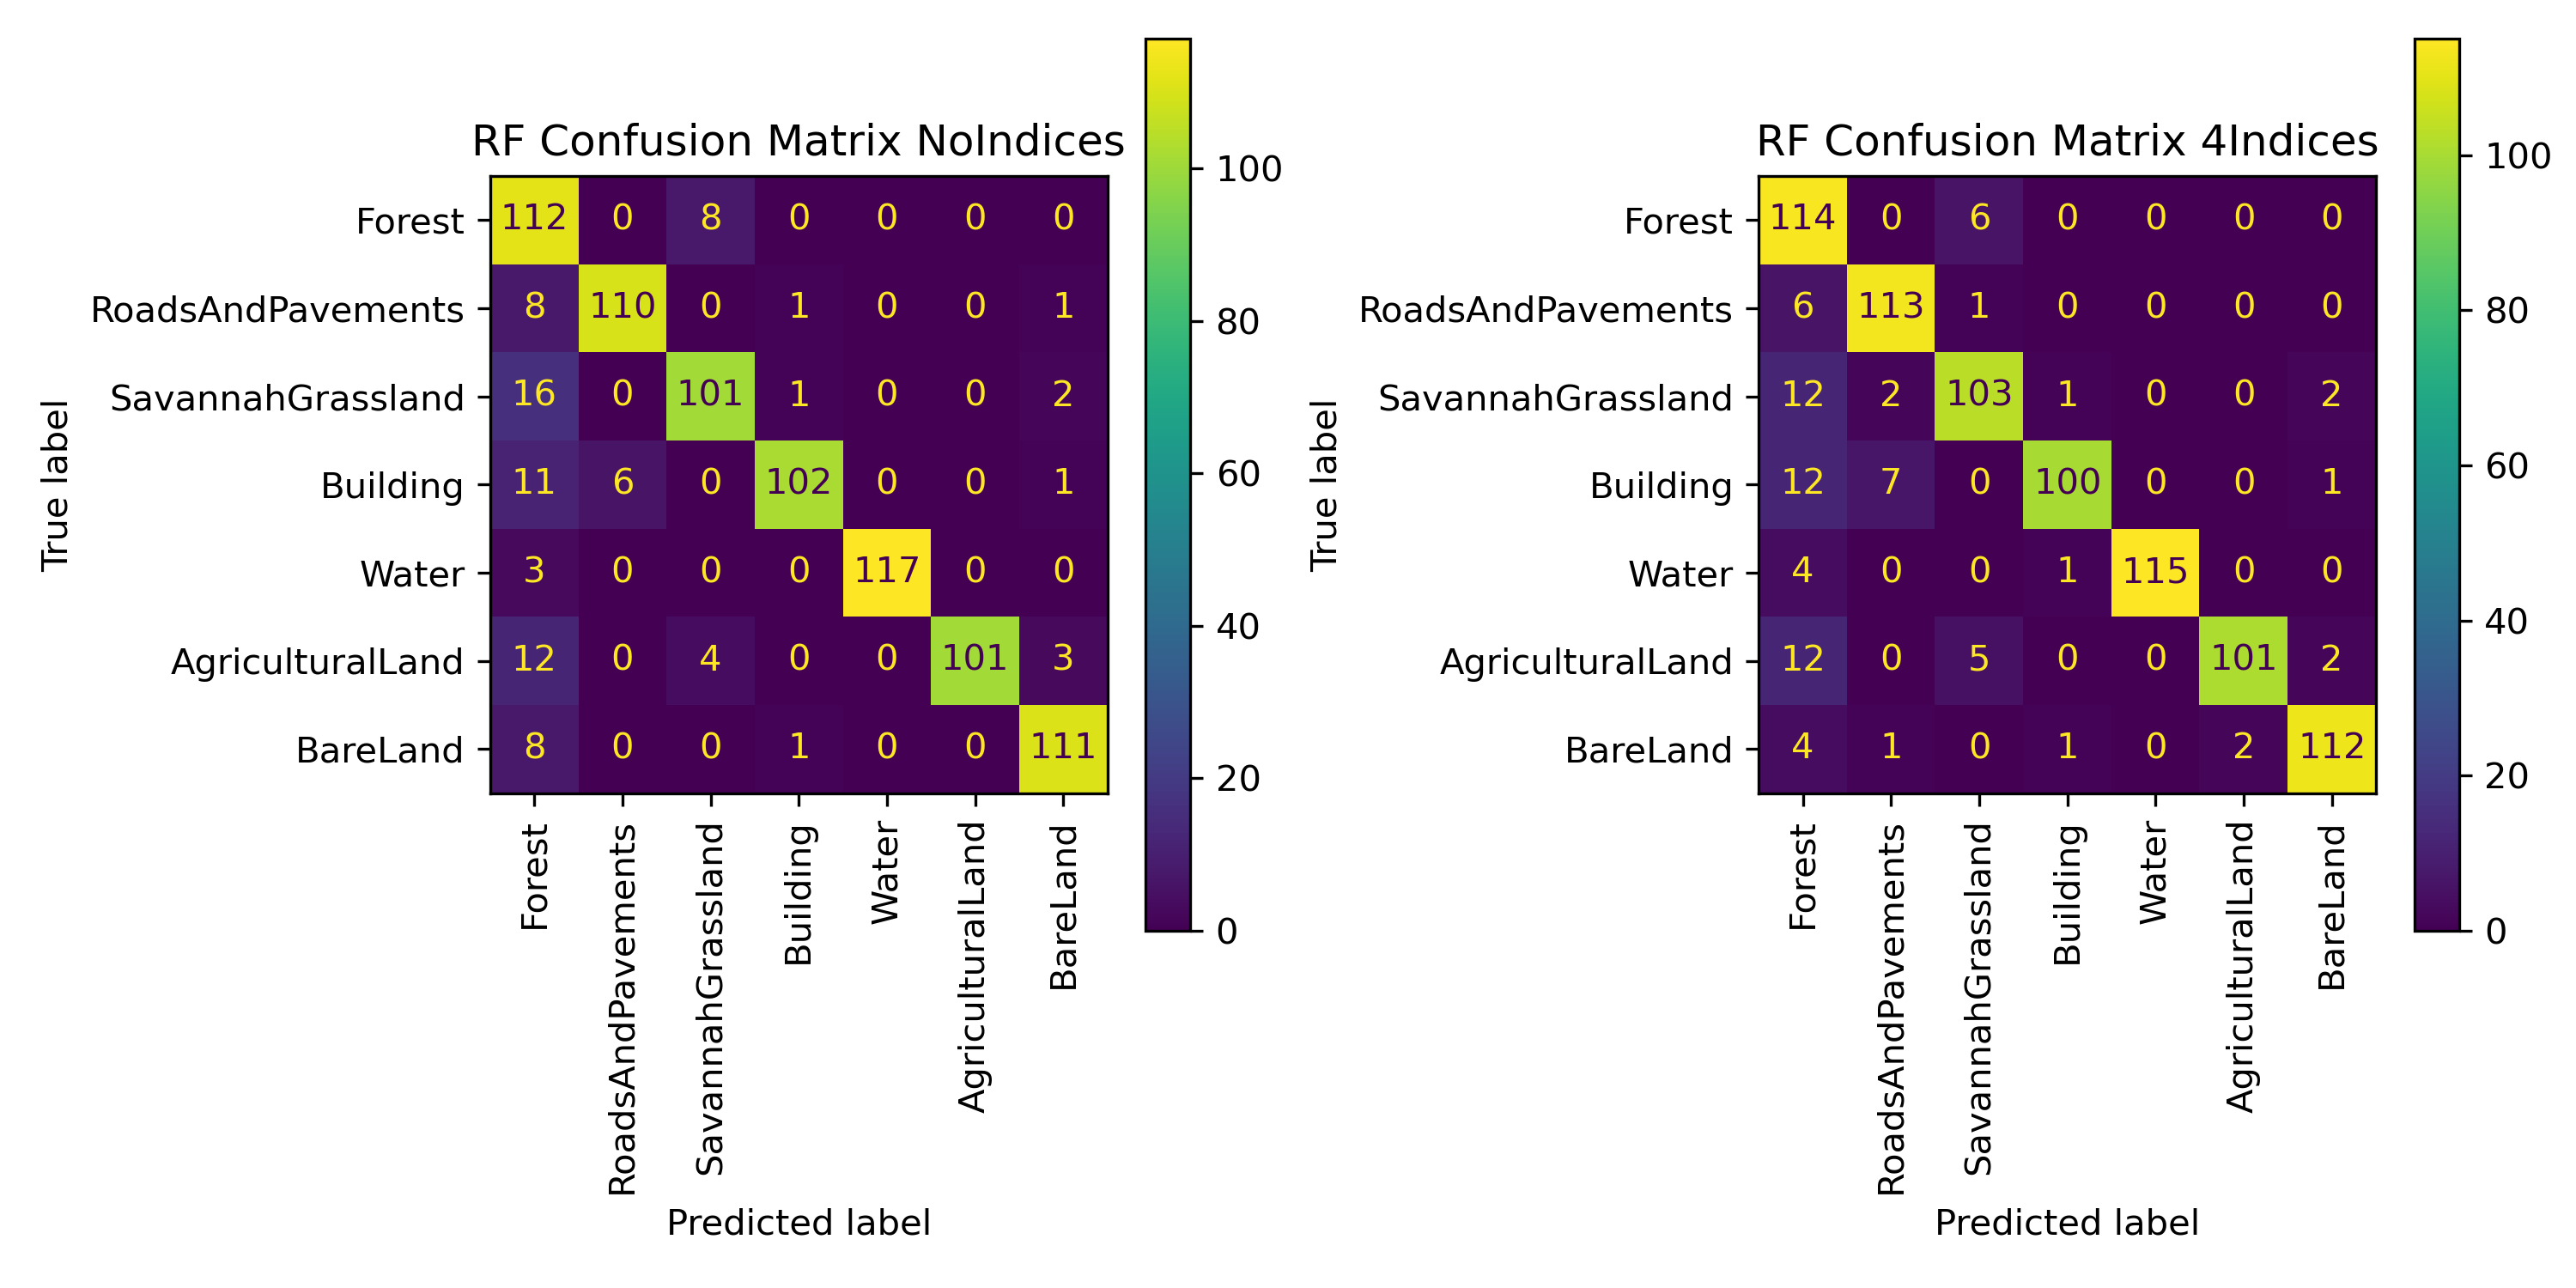 RF Confusion Matrix NoIndices
True label
Forest 112 0 8 0 0 0 0
RoadsAndPavements 8 110 0 1 0 0 1
SavannahGrassland 16 0 101 1 0 0 2
Building 11 6 0 102 0 0 1
Water 3 0 0 0 117 0 0
AgriculturalLand 12 0 4 0 0 101 3
BareLand 8 0 0 1 0 0 111
Forest RoadsAndPavements SavannahGrassland Building Water AgriculturalLand BareLand
Predicted label
100
80
60
40
20
0
RF Confusion Matrix 4Indices
True label
Forest 114 0 6 0 0 0 0
RoadsAndPavements 6 113 1 0 0 0 0
SavannahGrassland 12 2 103 1 0 0 2
Building 12 7 0 100 0 0 1
Water 4 0 0 1 115 0 0
AgriculturalLand 12 0 5 0 0 101 2
BareLand 4 1 0 1 0 2 112
Forest RoadsAndPavements SavannahGrassland Building Water AgriculturalLand BareLand
Predicted label
100
80
60
40
20
0